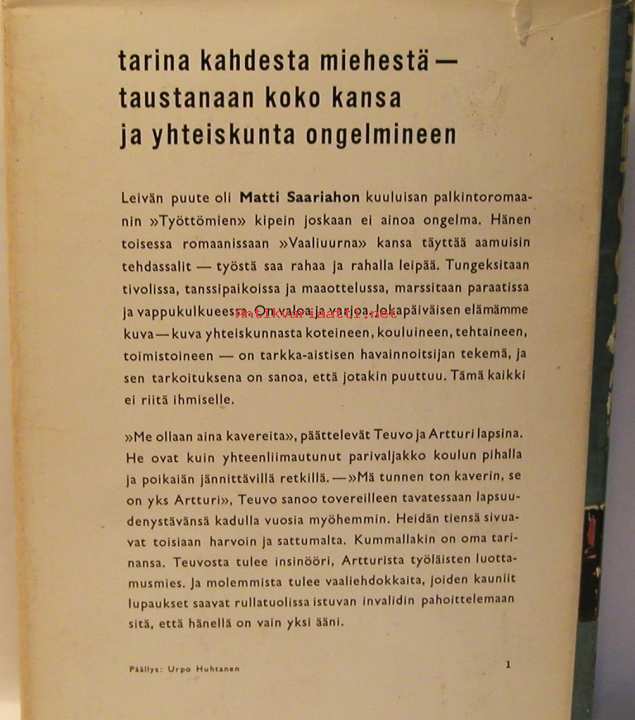 tarina kahdesta miehestä —
taustanaan koko kansa
ja yhteiskunta ongelmineen
Leivän puute oli Matti Saariahon kuuluisan palkintoromaa-
nin »Työttömien» kipein joskaan ei ainoa ongelma. Hänen
toisessa romaanissaan »Vaaliuurna» kansa täyttää aamuisin
tehdassalit — työstä saa rahaa ja rahalla leipää. Tungeksitaan
tivolissa, tanssipaikoissa ja maaottelussa, marssitaan paraatissa
ja vappukulkueessa. On valoa ja varjoa. Jokapäiväisen elämämme
kuva — kuva yhteiskunnasta koteineen, kouluineen, tehtaineen,
toimistoineen — on tarkka-aistisen havainnoitsijan tekemä, ja
sen tarkoituksena on sanoa, että jotakin puuttuu. Tämä kaikki
ei riitä ihmiselle.
»Me ollaan aina kavereita», päättelevät Teuvo ja Artturi lapsina.
He ovat kuin yhteenliimautunut parivaljakko koulun pihalla
ja poikaiän jännittävillä retkillä. — »Mä tunnen ton kaverin, se
on yks Artturi», Teuvo sanoo tovereilleen tavatessaan lapsuu-
denystävänsä kadulla vuosia myöhemmin. Heidän tiensä sivua-
vat toisiaan harvoin ja sattumalta. Kummallakin on oma tari-
nansa. Teuvosta tulee insinööri, Artturista työläisten luotta-
musmies. Ja molemmista tulee vaaliehdokkaita, joiden kauniit
lupaukset saavat rullatuolissa istuvan invalidin pahoittelemaan
sitä, että hänellä on vain yksi ääni.
Päällys: Urpo Huhtanen 1